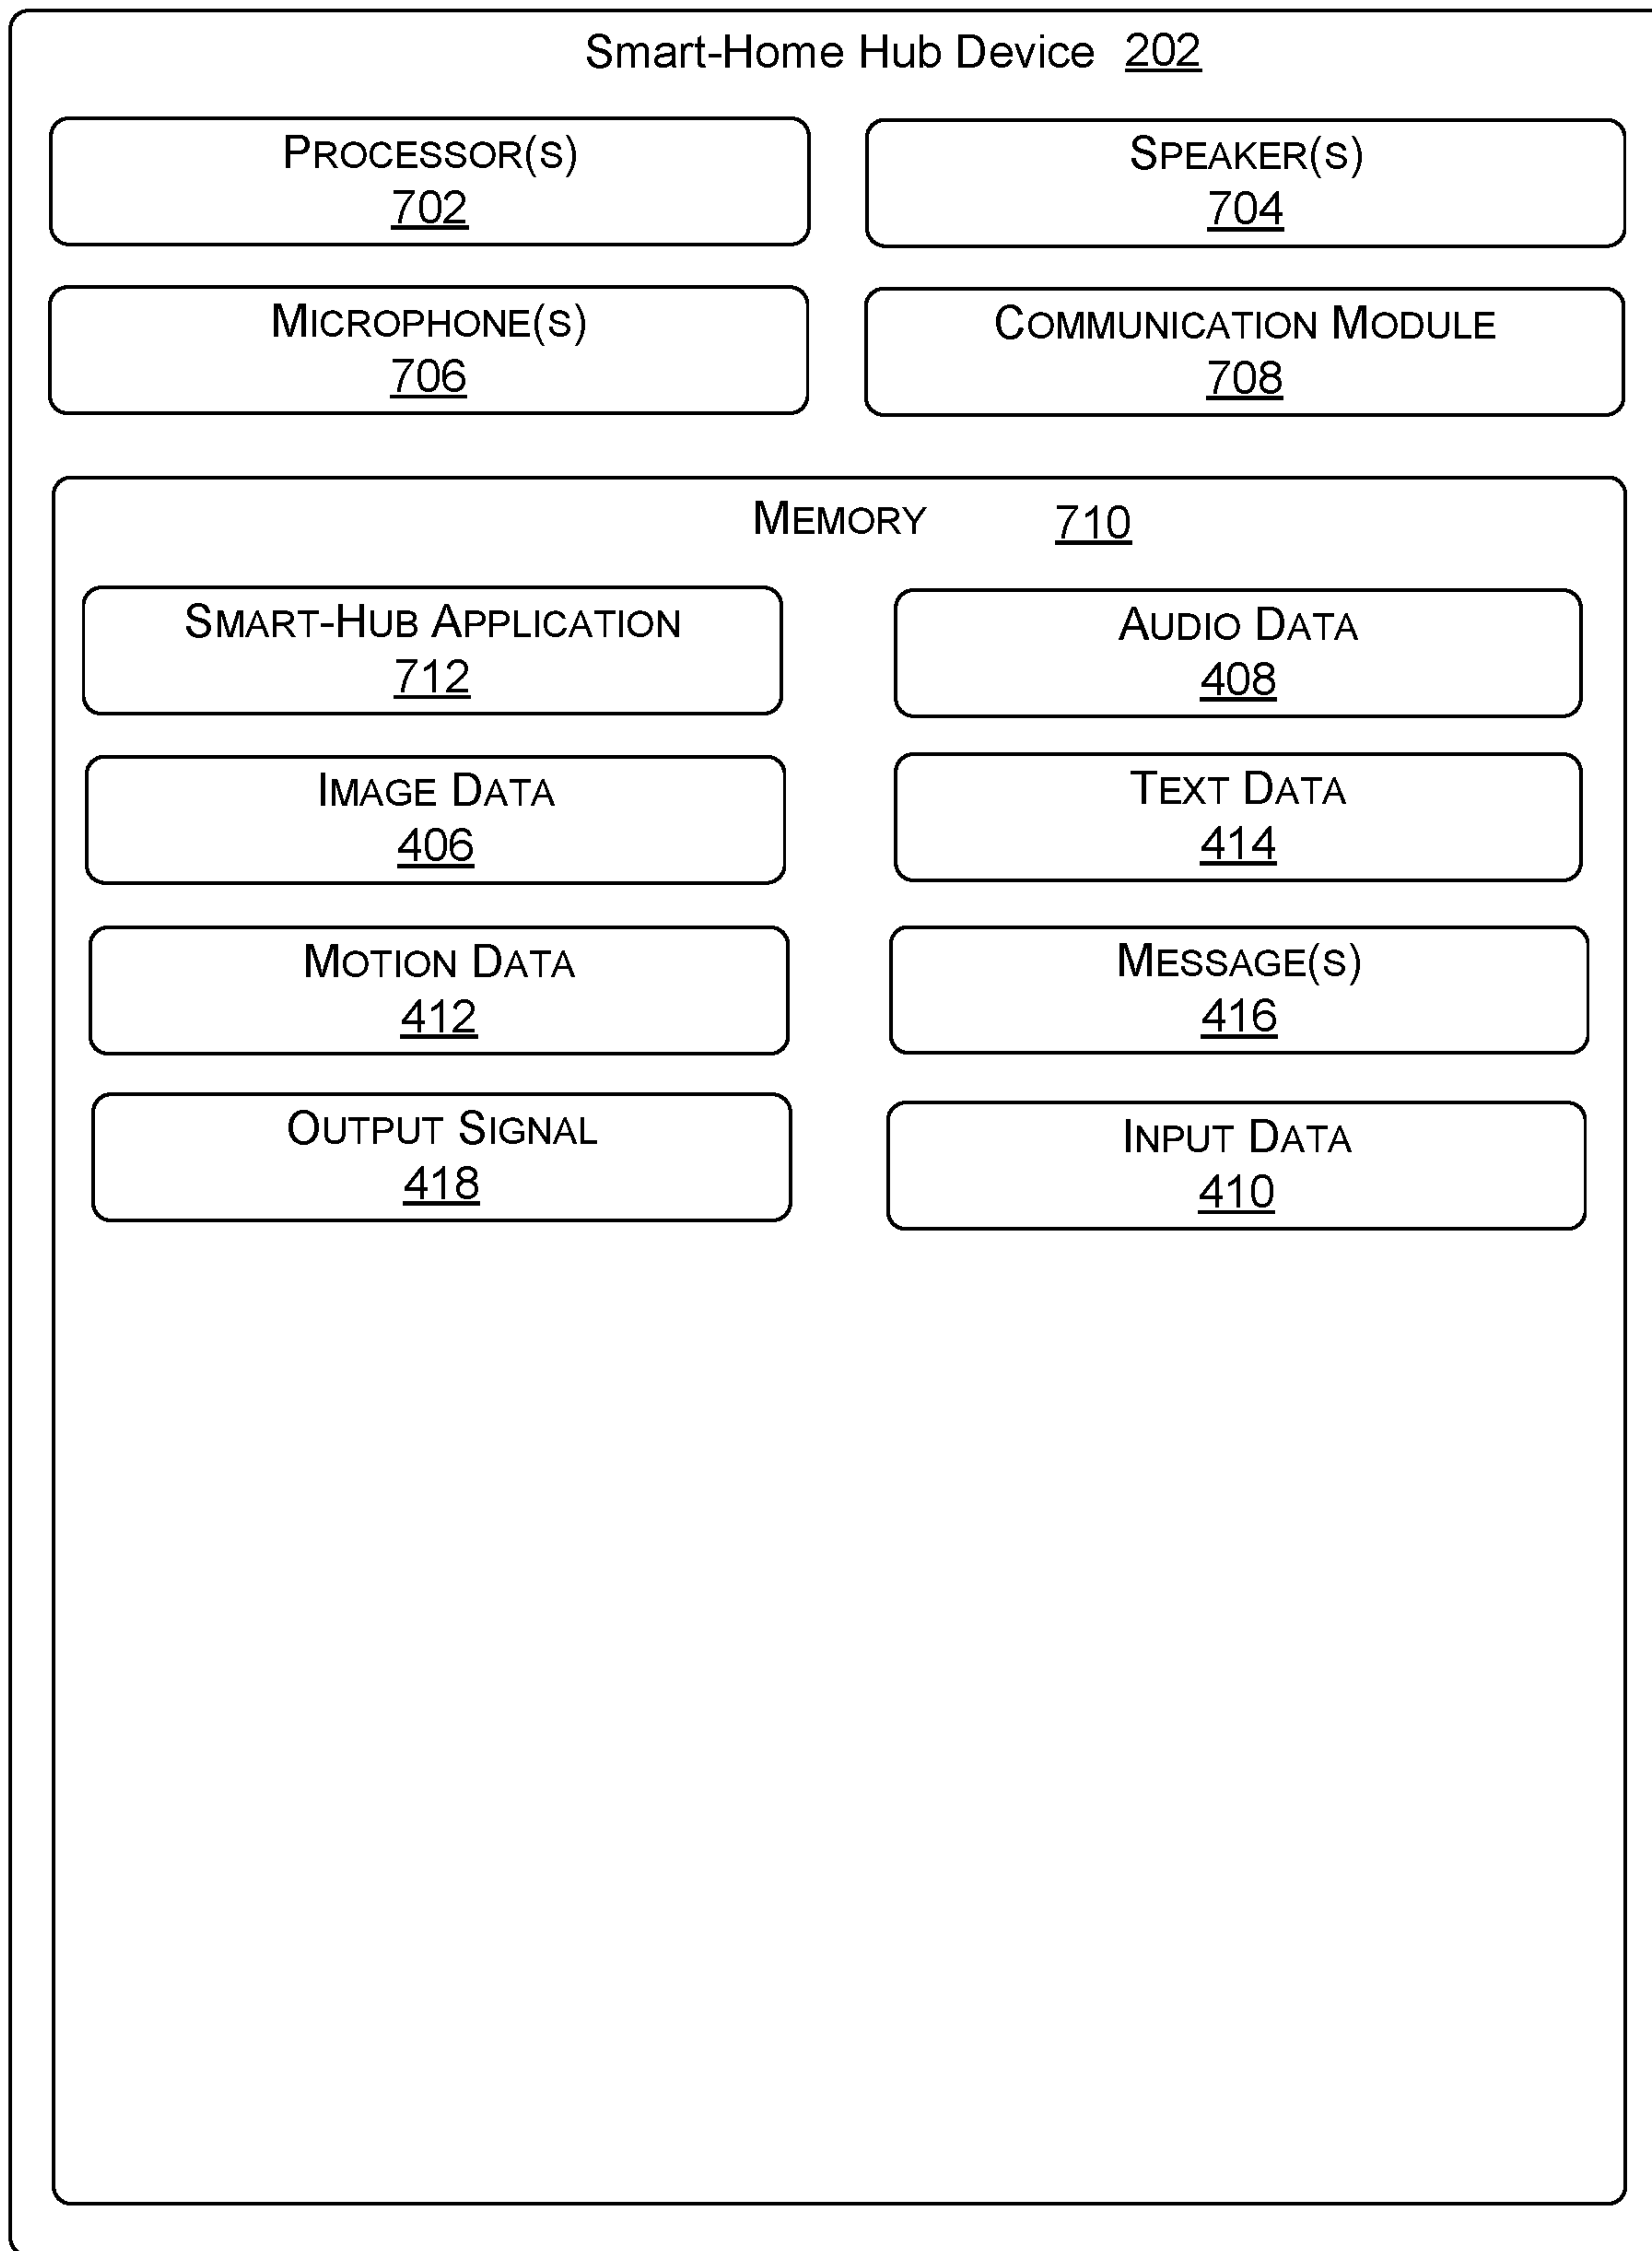 Smart-Home Hub Device 202
PROCESSOR(S)
702
SPEAKER(S)
704
MICROPHONE(S)
706
COMMUNICATION MODULE
708
MEMORY 710
SMART-HUB APPLICATION
712
AUDIO DATA
408
IMAGE DATA
406
TEXT DATA
414
MOTION DATA
412
MESSAGE(S)
416
OUTPUT SIGNAL
418
INPUT DATA
410